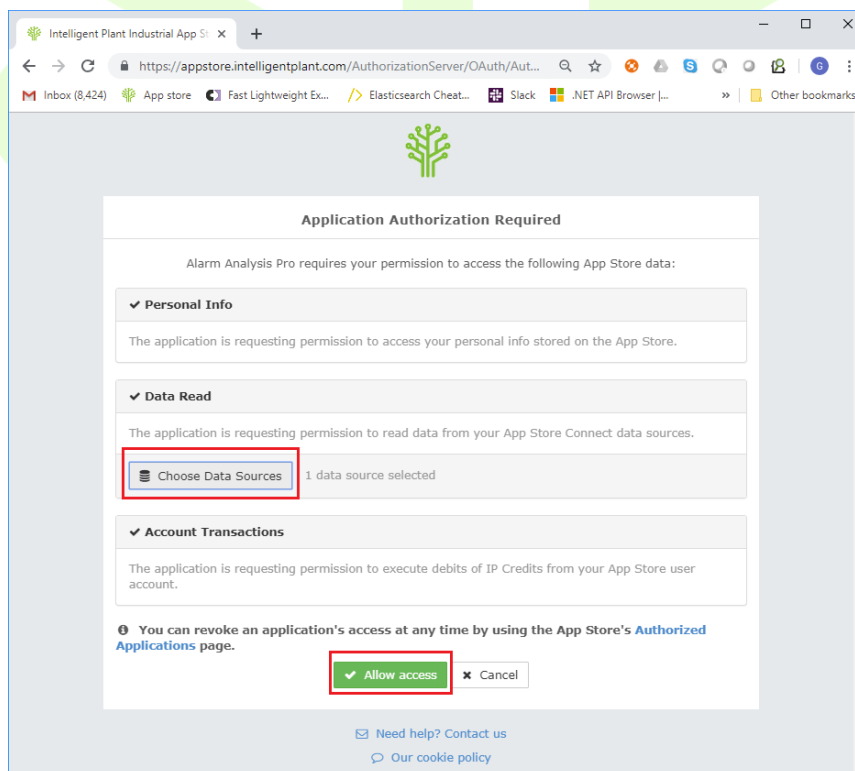 Intelligent Plant Industrial App St
https://appstore.intelligentplant.com/AuthorizationServer/OAuth/Aut...
G
Inbox (8,424) App store Fast Lightweight Ex... Elasticsearch Cheat... Slack .NET API Browser |... » Other bookmarks
Application Authorization Required
Alarm Analysis Pro requires your permission to access the following App Store data:
Personal Info
The application is requesting permission to access your personal info stored on the App Store.
Data Read
The application is requesting permission to read data from your App Store Connect data sources.
Choose Data Sources 1 data source selected
Account Transactions
The application is requesting permission to execute debits of IP Credits from your App Store user
account.
You can revoke an application's access at any time by using the App Store's Authorized
Applications page.
Allow access Cancel
Need help? Contact us
Our cookie policy